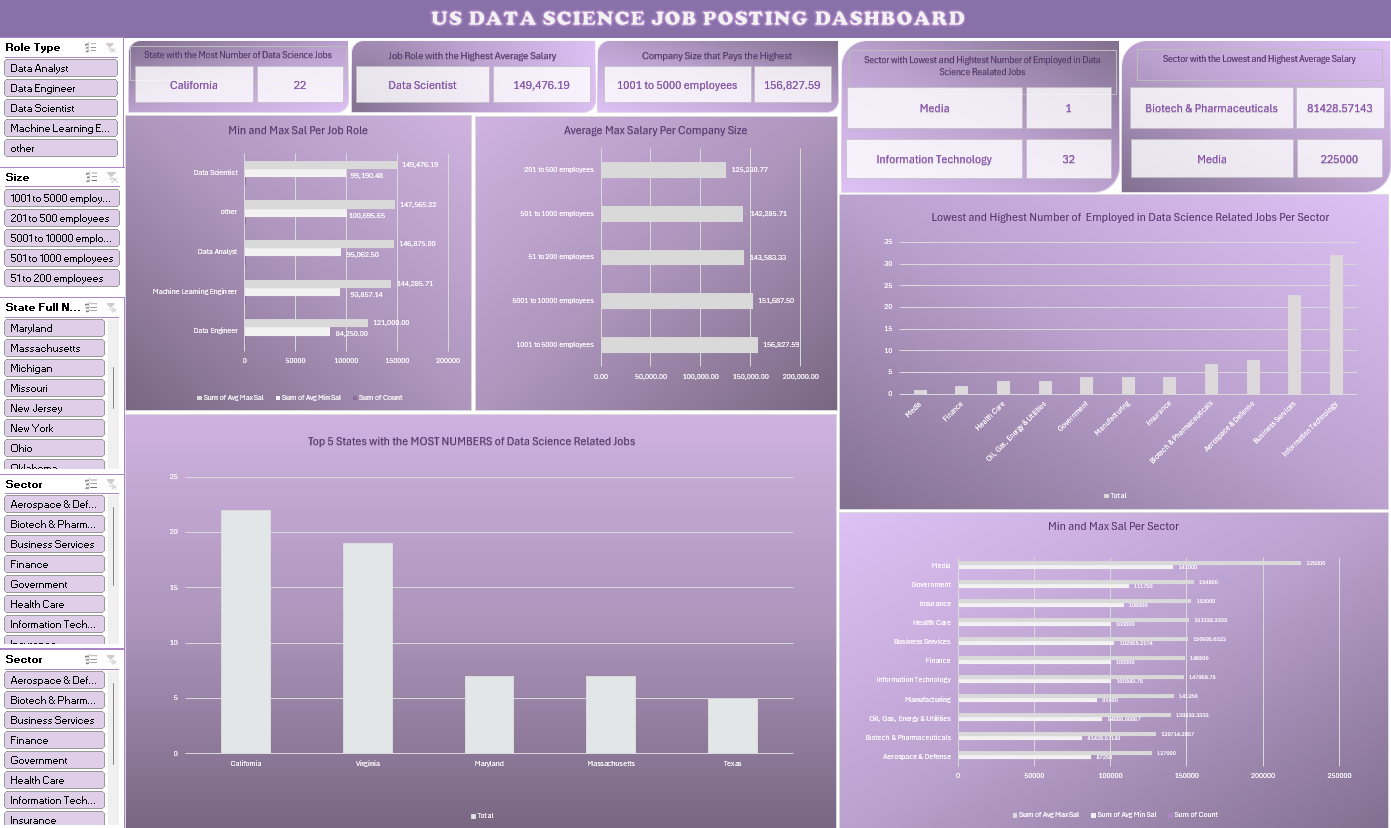 US DATA SCIENCE JOB POSTING DASHBOARD
Role Type
Data Analyst
Data Engineer
Data Scientist
Machine Learning E...
other
Size
1001 to 5000 employ...
201 to 500 employees
5001 to 10000 emplo...
501 to 1000 employees
51 to 200 employees
State Full N...
Maryland
Massachusetts
Michigan
Missouri
New Jersey
New York
Ohio
Oklahoma
Sector
Aerospace & Def...
Biotech & Pharm...
Business Services
Finance
Government
Health Care
Information Tech...
Insurance
Sector
Aerospace & Def...
Biotech & Pharm...
Business Services
Finance
Government
Health Care
Information Tech...
Insurance
State with the Most Number of Data Science Jobs
California 22
Job Role with the Highest Average Salary
Data Scientist 149,476.19
Company Size that Pays the Highest
1001 to 5000 employees 156,827.59
Sector with Lowest and Hightest Number of Employed in Data
Science Realated Jobs
Media 1
Information Technology 32
Sector with the Lowest and Highest Average Salary
Biotech & Pharmaceuticals 81428.57143
Media 225000
Min and Max Sal Per Job Role
Data Scientist 149,476.19
99,190.48
other 147,565.22
100,695.65
Data Analyst 146,875.00
95,062.50
Machine Learning Engineer 144,285.71
93,857.14
Data Engineer 121,000.00
84,250.00
0 50000 100000 150000 200000
Sum of Avg Max Sal Sum of Avg Min Sal Sum of Count
Average Max Salary Per Company Size
201 to 500 employees 125,230.77
501 to 1000 employees 142,285.71
51 to 200 employees 143,583.33
5001 to 10000 employees 151,687.50
1001 to 5000 employees 156,827.59
0.00 50,000.00 100,000.00 150,000.00 200,000.00
Top 5 States with the MOST NUMBERS of Data Science Related Jobs
25
20
15
10
5
0
California Virginia Maryland Massachusetts Texas
Total
Lowest and Highest Number of Employed in Data Science Related Jobs Per Sector
35
30
25
20
15
10
5
0
Media
Finance
Health Care
Oil, Gas, Energy & Utilities
Government
Manufacturing
Insurance
Biotech & Pharmaceuticals
Aerospace & Defense
Business Services
Information Technology
Total
Min and Max Sal Per Sector
Media 225000
141000
Government 154500
111750
Insurance 153000
Health Care 151333.3333
100000
Business Services
Finance 148500
100000
Information Technology 147968.75
Manufacturing 141250
Oil, Gas, Energy & Utilities 139333.3333
Biotech & Pharmaceuticals
81428.57143
Aerospace & Defense 127000
0 50000 100000 150000 200000 250000
Sum of Avg Max Sal Sum of Avg Min Sal Sum of Count